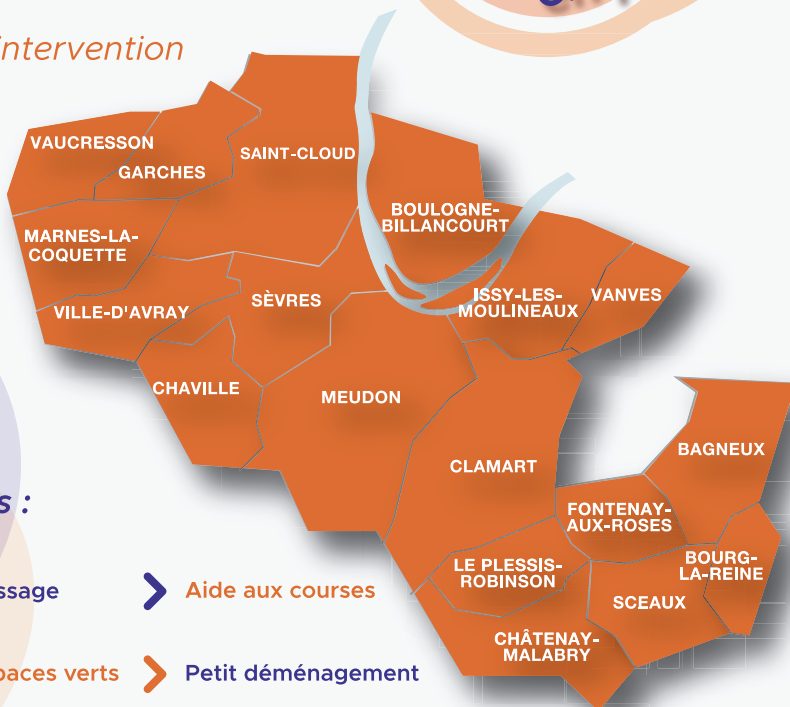 intervention
VAUCRESSON
GARCHES
SAINT-CLOUD
BOULOGNE-
BILLANCOURT
MARNES-LA-
COQUETTE
VILLE-D'AVRAY
SÈVRES
ISSY-LES-
MOULINEAUX
VANVES
CHAVILLE
MEUDON
CLAMART
BAGNEUX
FONTENAY-
AUX-ROSES
LE PLESSIS-
ROBINSON
BOURG-
LA-REINE
SCEAUX
CHÂTENAY-
MALABRY
s :
ssage
Aide aux courses
paces verts
Petit déménagement